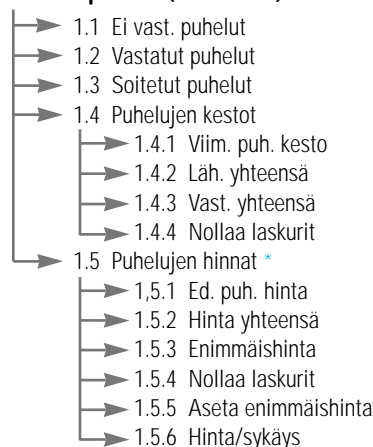 1.1 Ei vast. puhelut
1.2 Vastatut puhelut
1.3 Soitetut puhelut
1.4 Puhelujen kestot
1.4.1 Viim. puh. kesto
1.4.2 Läh. yhteensä
1.4.3 Vast. yhteensä
1.4.4 Nollaa laskurit
1.5 Puhelujen hinnat *
1,5.1 Ed. puh. hinta
1.5.2 Hinta yhteensä
1.5.3 Enimmäishinta
1.5.4 Nollaa laskurit
1.5.5 Aseta enimmäishinta
1.5.6 Hinta/sykäys